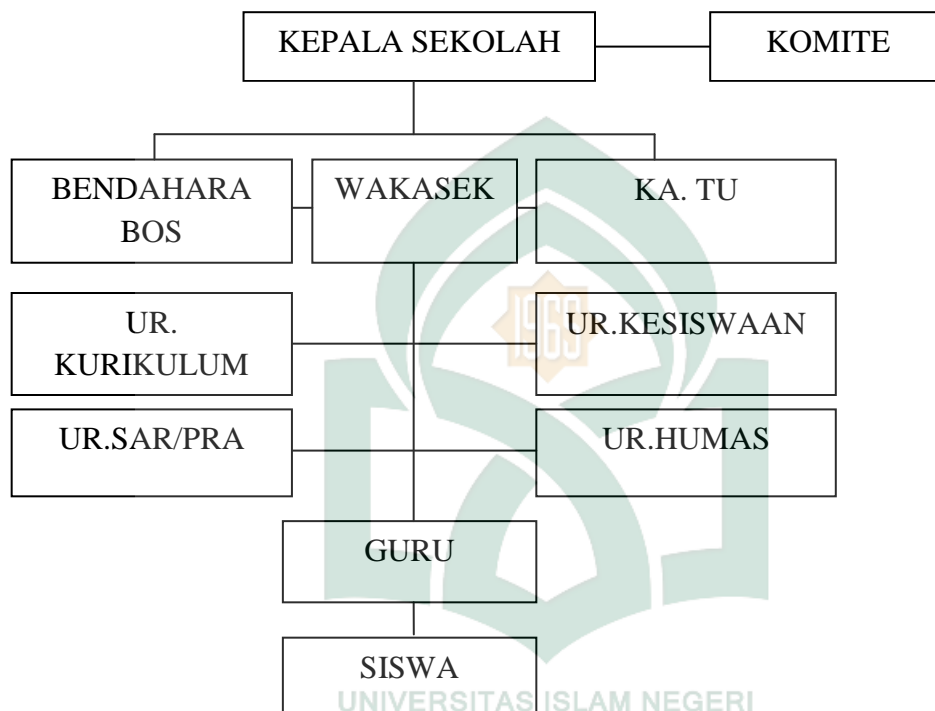 KEPALA SEKOLAH
KOMITE
BENDAHARA
BOS
WAKASEK
KA. TU
UR.
KURIKULUM
UR.KESISWAAN
UR.SAR/PRA
UR.HUMAS
GURU
SISWA
1965
UNIVERSITAS ISLAM NEGERI